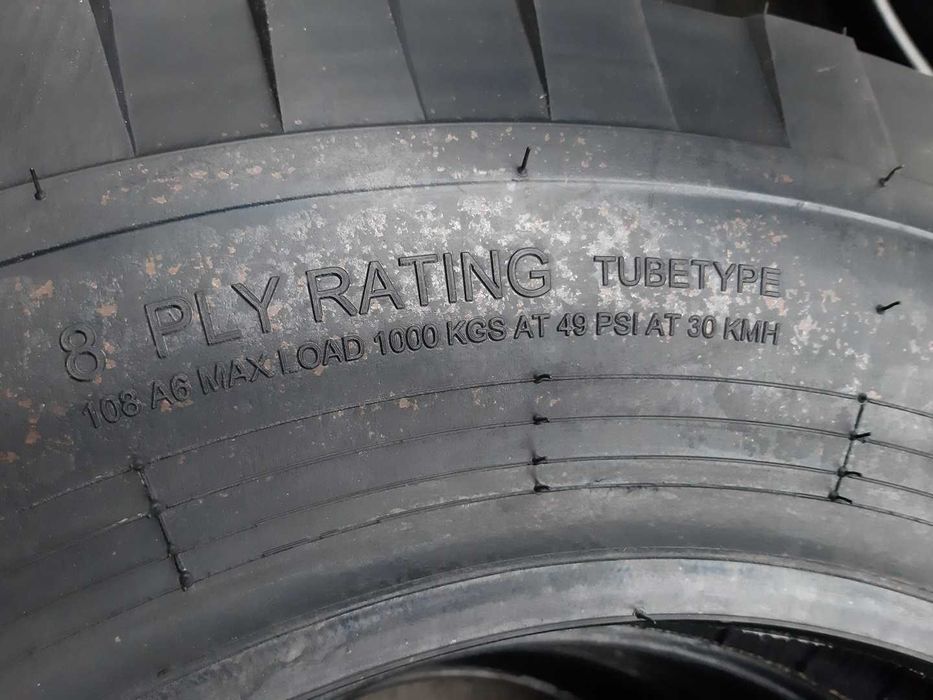 8 PLY RATING TUBETYPE
108 A6 MAX LOAD 1000 KGS AT 49 PSI AT 30 KMH